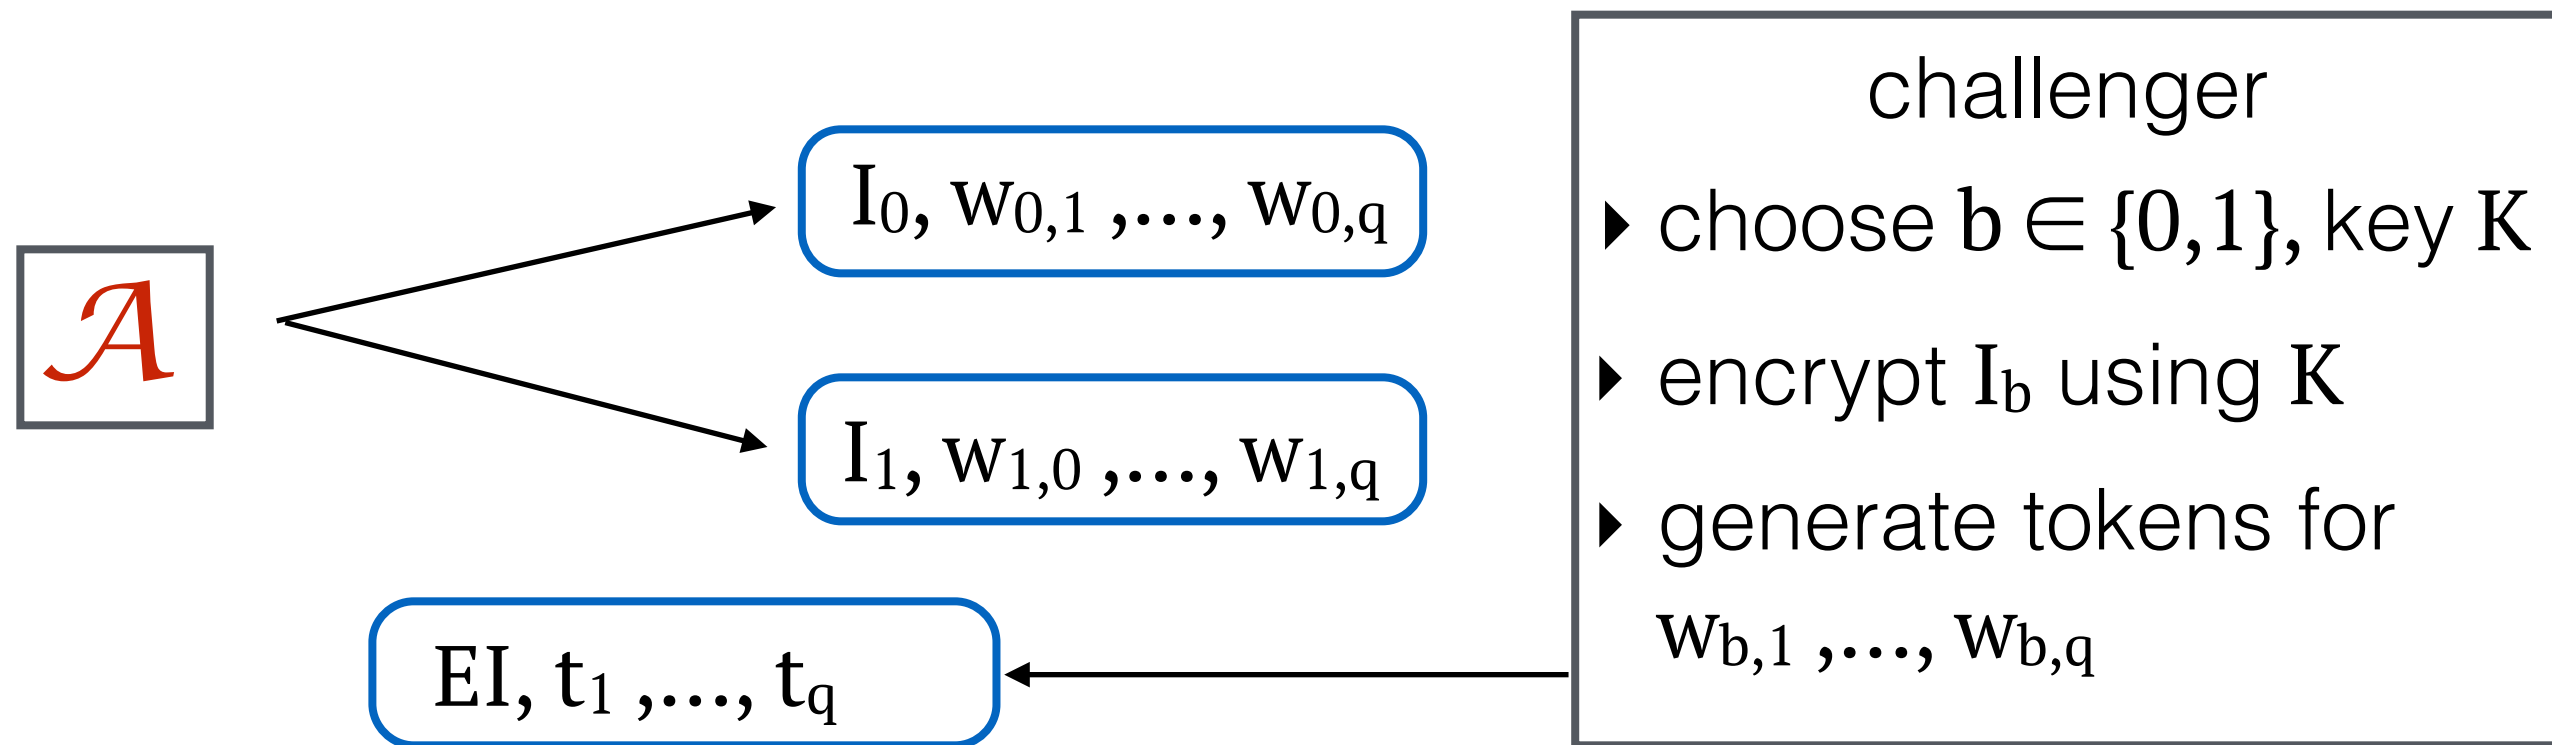 𝒜
I₀, w₀,₁ ,..., w₀,q
I₁, w₁,₀ ,..., w₁,q
EI, t₁ ,..., tq
challenger
‣ choose b ∈ {0,1}, key K
‣ encrypt Ib using K
‣ generate tokens for
wb,1 ,..., wb,q